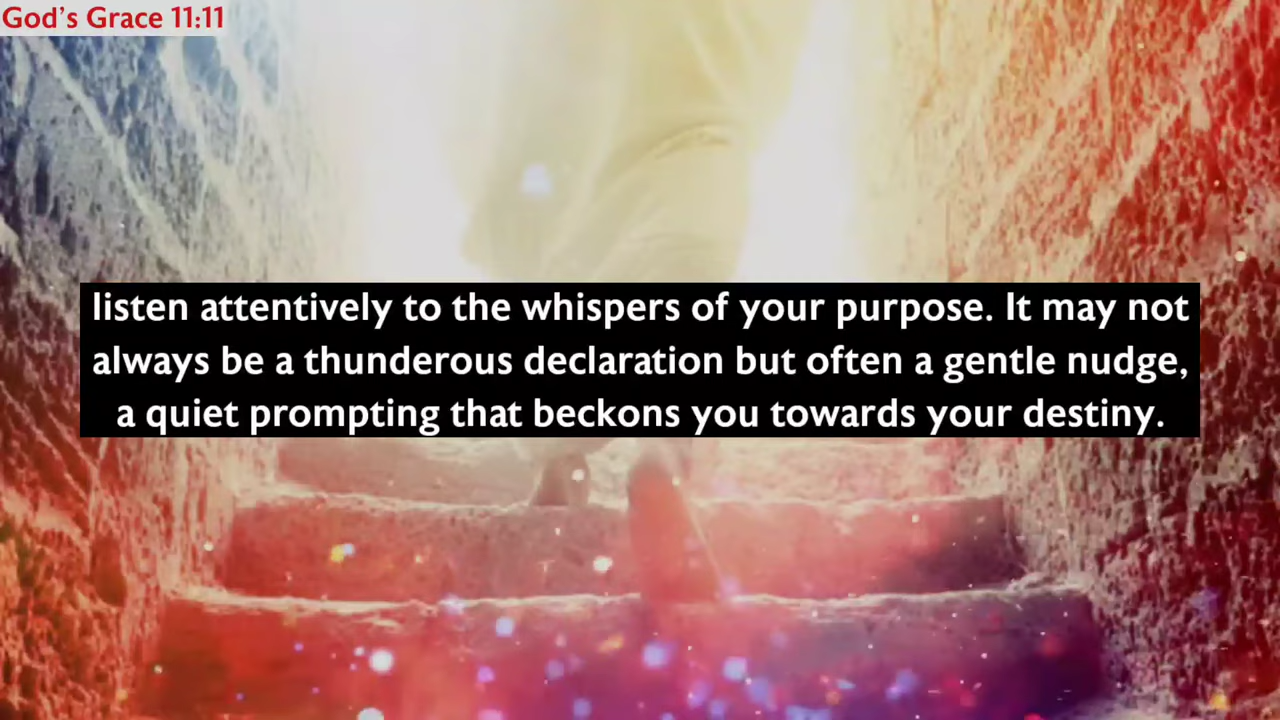 God's Grace 11:11
listen attentively to the whispers of your purpose. It may not
always be a thunderous declaration but often a gentle nudge,
a quiet prompting that beckons you towards your destiny.